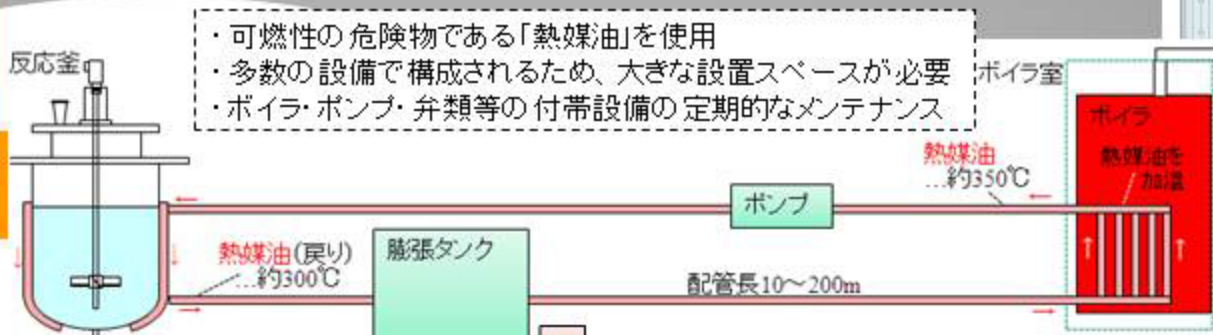 ・可燃性の危険物である「熱媒油」を使用
・多数の設備で構成されるため、大きな設置スペースが必要
・ボイラ・ポンプ・弁類等の付帯設備の定期的なメンテナンス
反応釜
ボイラ室
ボイラ
熱媒油を
加温
熱媒油
…約350℃
ポンプ
熱媒油(戻り)
…約300℃
膨張タンク
配管長10～200m